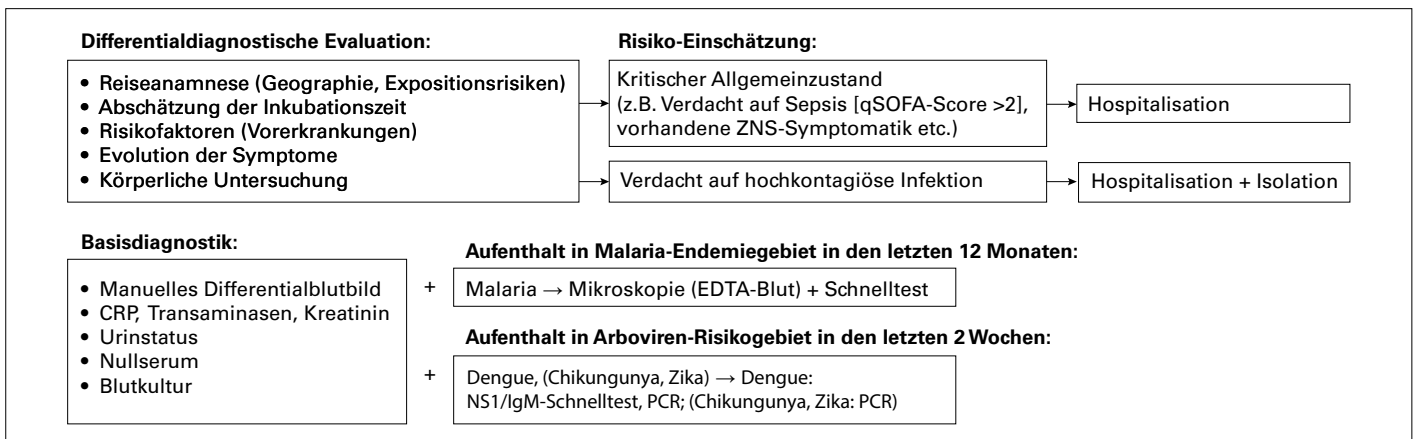 Differentialdiagnostische Evaluation:
• Reiseanamnese (Geographie, Expositionsrisiken)
• Abschätzung der Inkubationszeit
• Risikofaktoren (Vorerkrankungen)
• Evolution der Symptome
• Körperliche Untersuchung
Risiko-Einschätzung:
Kritischer Allgemeinzustand
(z.B. Verdacht auf Sepsis [qSOFA-Score >2],
vorhandene ZNS-Symptomatik etc.)
Hospitalisation
Verdacht auf hochkontagiöse Infektion
Hospitalisation + Isolation
Basisdiagnostik:
• Manuelles Differentialblutbild
• CRP, Transaminasen, Kreatinin
• Urinstatus
• Nullserum
• Blutkultur
Aufenthalt in Malaria-Endemiegebiet in den letzten 12 Monaten:
+
Malaria → Mikroskopie (EDTA-Blut) + Schnelltest
Aufenthalt in Arboviren-Risikogebiet in den letzten 2 Wochen:
+
Dengue, (Chikungunya, Zika) → Dengue:
NS1/IgM-Schnelltest, PCR; (Chikungunya, Zika: PCR)